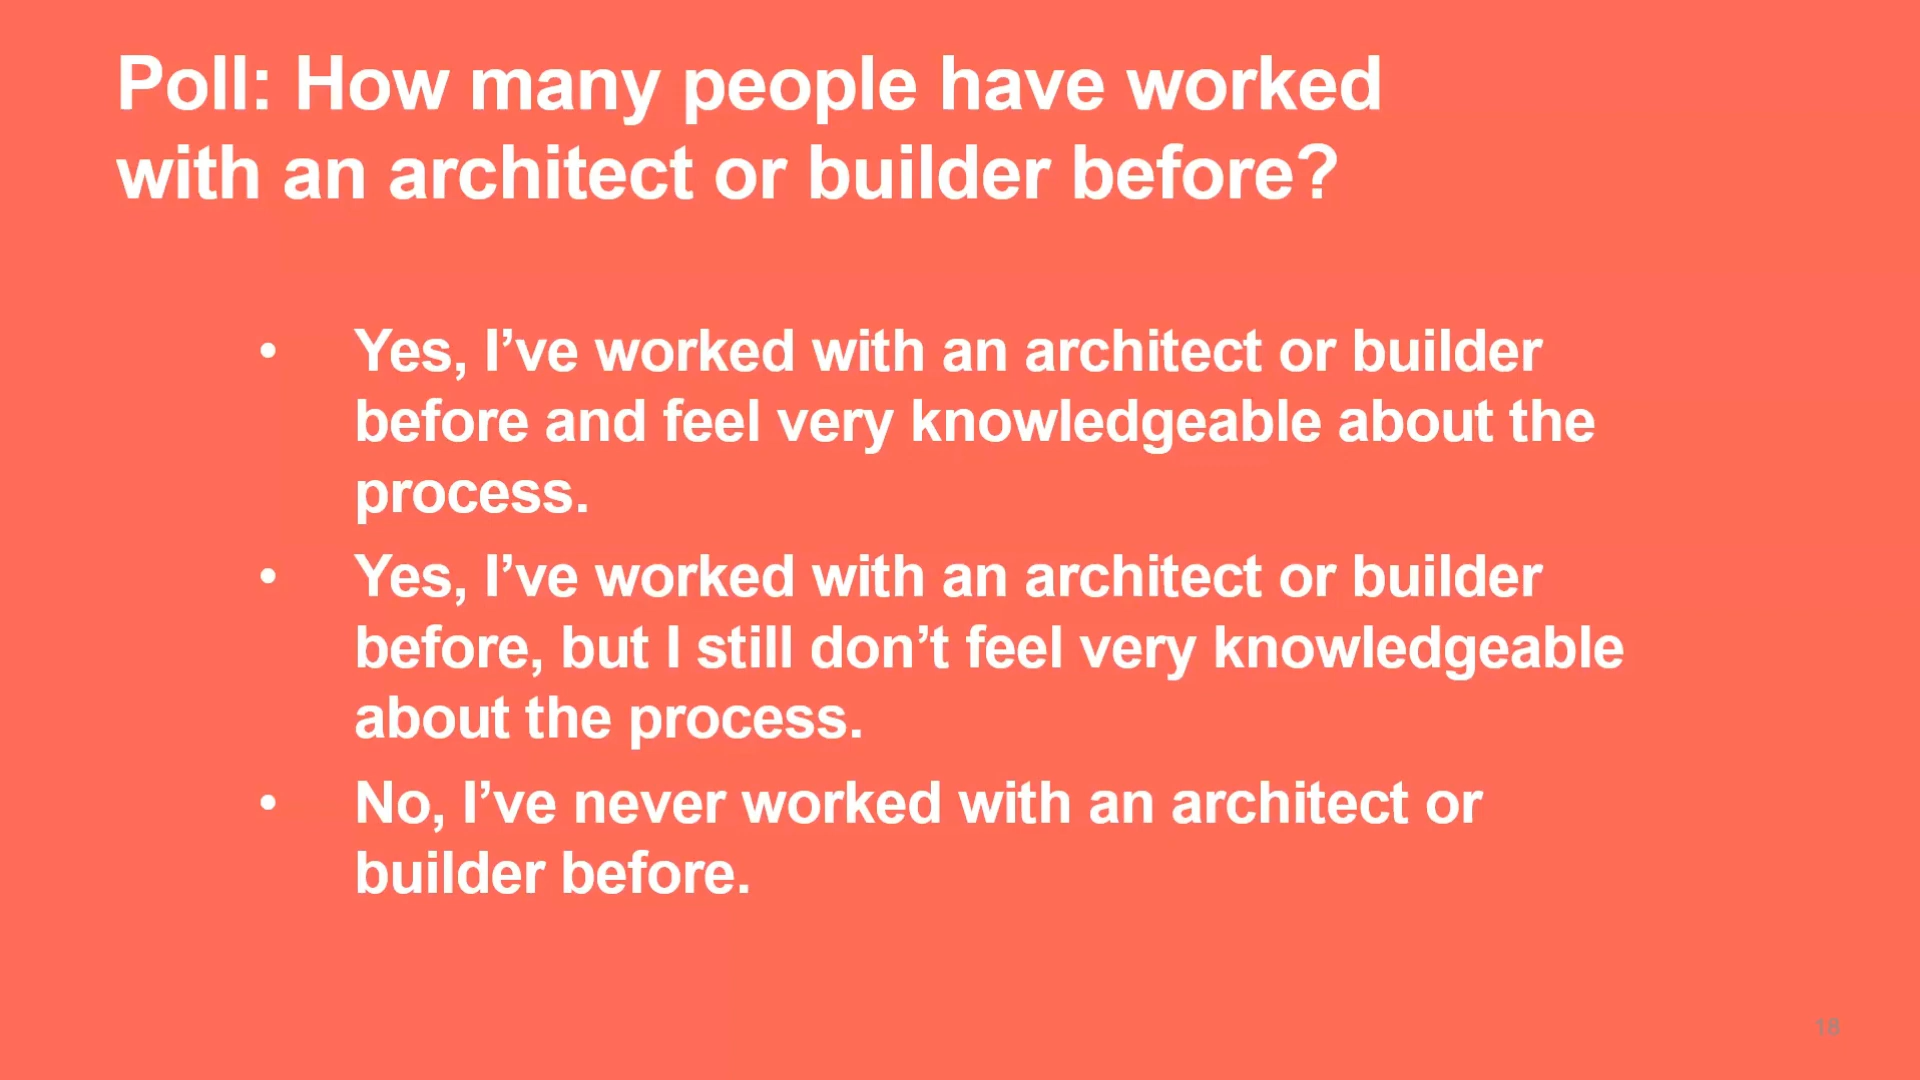 Poll: How many people have worked
with an architect or builder before?
• Yes, I’ve worked with an architect or builder
before and feel very knowledgeable about the
process.
• Yes, I’ve worked with an architect or builder
before, but I still don’t feel very knowledgeable
about the process.
• No, I’ve never worked with an architect or
builder before.
18